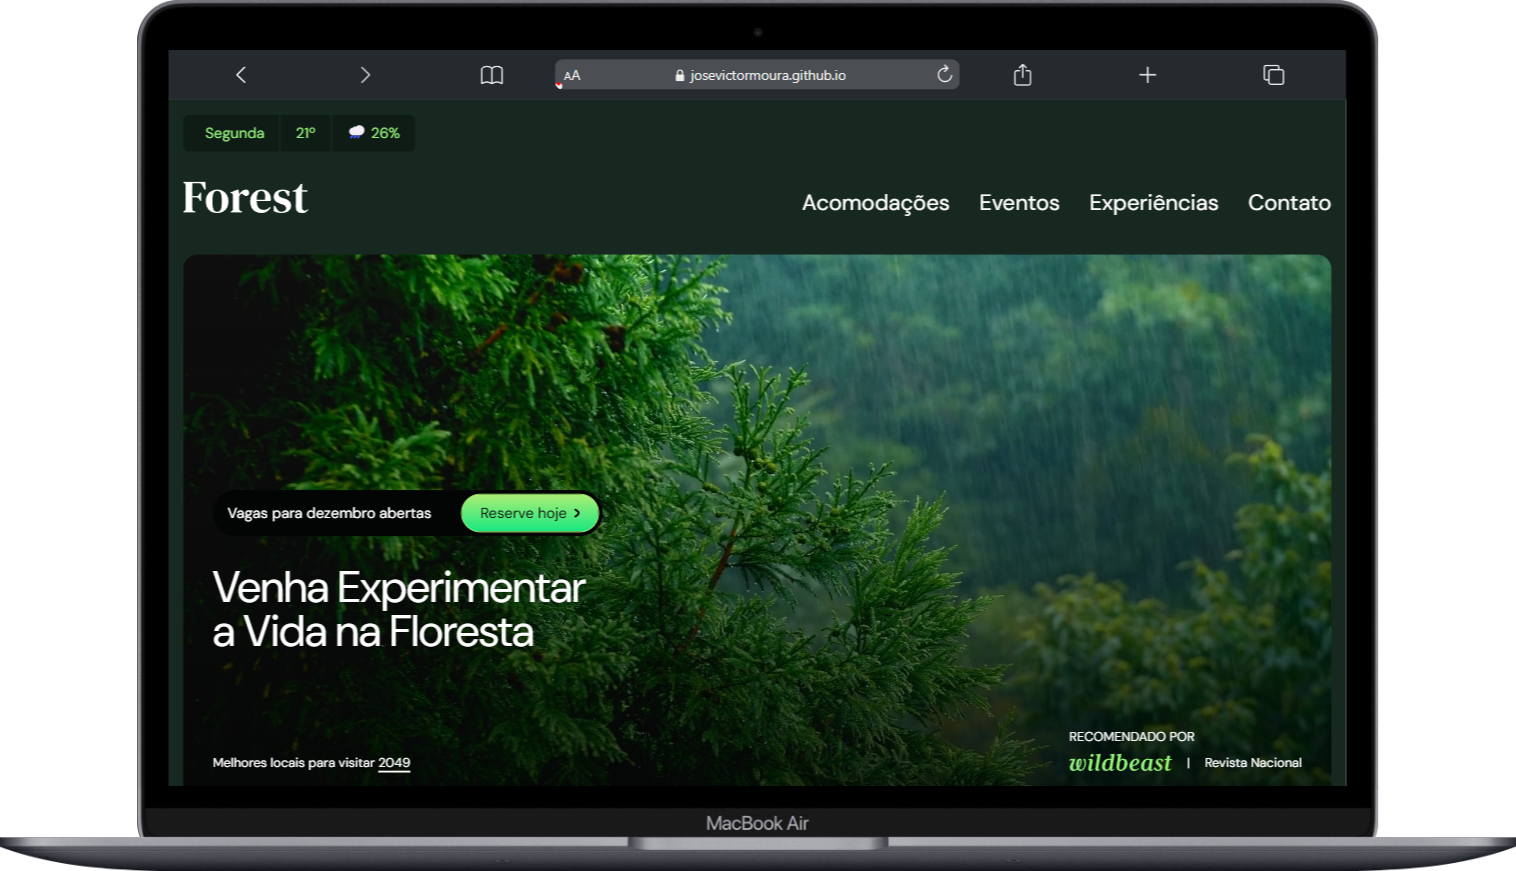 AA josevictormoura.github.io
Segunda 21º 26%
Forest
Acomodações Eventos Experiências Contato
Vagas para dezembro abertas Reserve hoje
Venha Experimentar
a Vida na Floresta
RECOMENDADO POR
Melhores locais para visitar 2049
wildbeast | Revista Nacional
MacBook Air